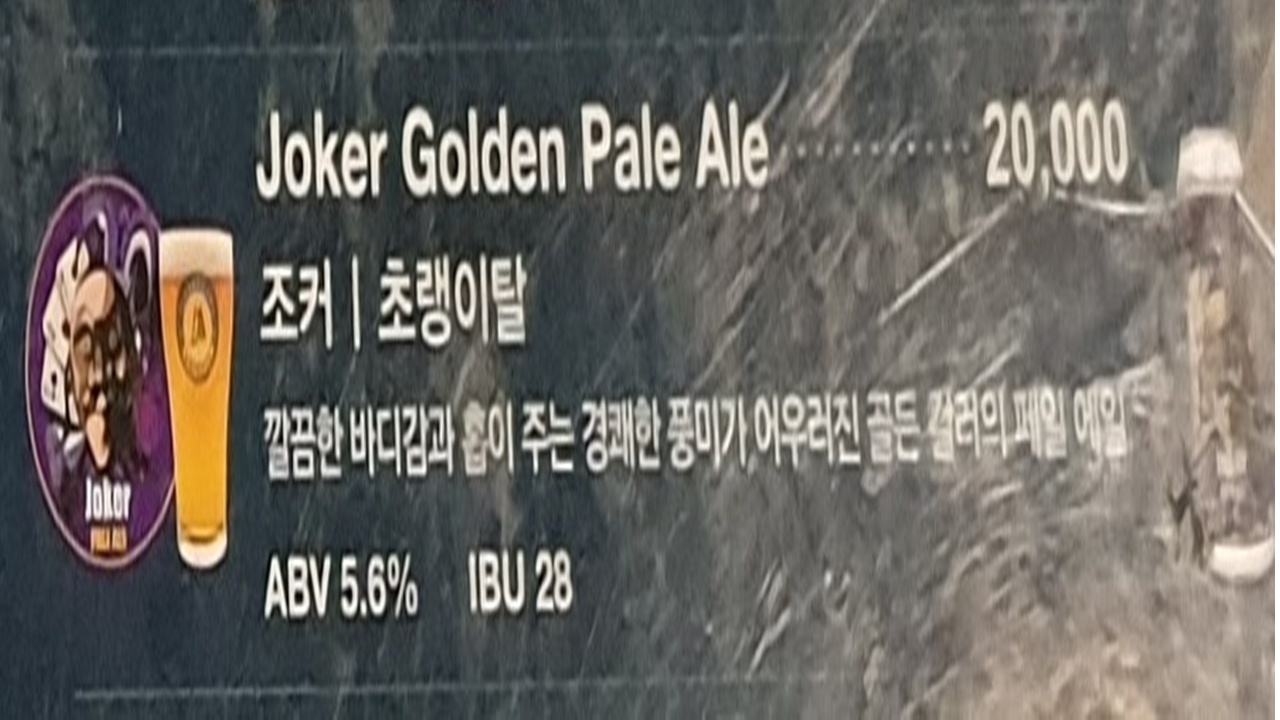 Joker Golden Pale Ale 20,000
조커 | 초랭이탈
깔끔한 바디감과 홉이 주는 경쾌한 풍미가 어우러진 골든 컬러의 페일 에일
ABV 5.6% IBU 28
Joker